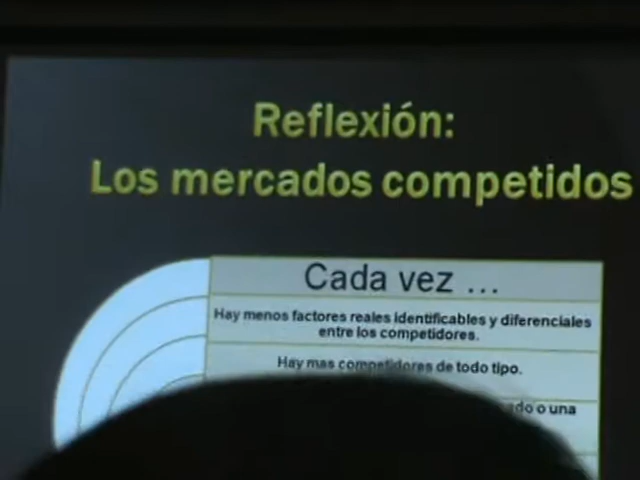 Reflexión:
Los mercados competidos
Cada vez ...
Hay menos factores reales identificables y diferenciales
entre los competidores.
Hay mas competidores de todo tipo.
o una